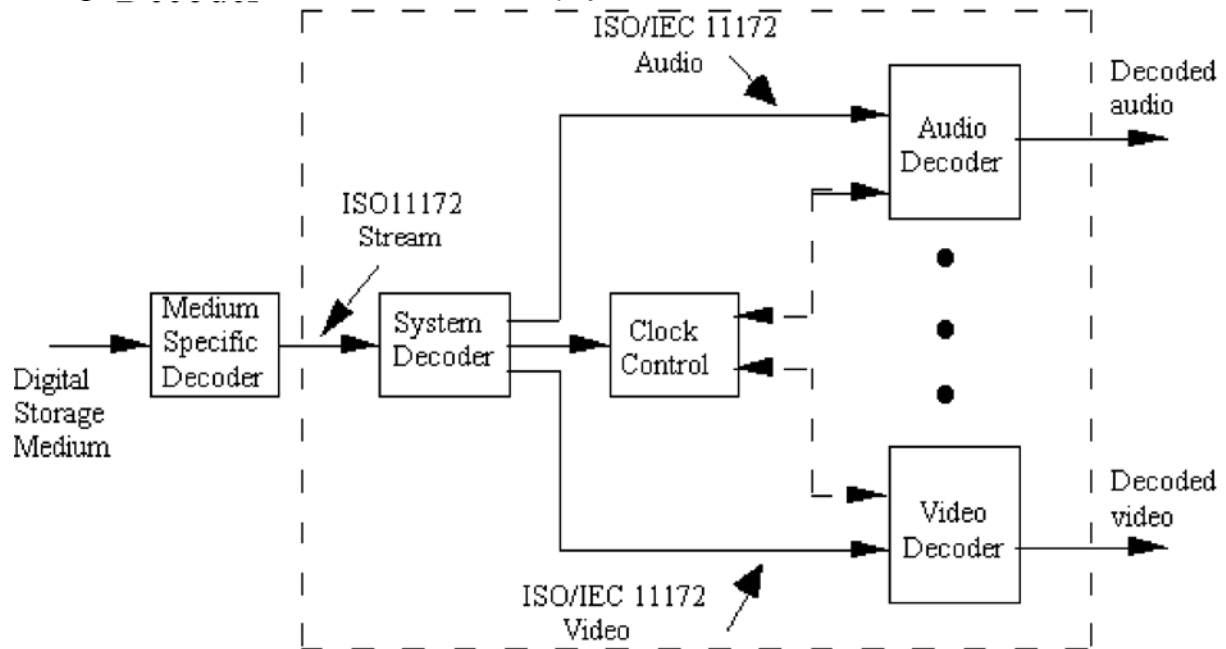 Decoder
ISO/IEC 11172
Audio
Decoded
audio
Audio
Decoder
ISO11172
Stream
Medium
Specific
Decoder
System
Decoder
Clock
Control
Digital
Storage
Medium
Decoded
video
Video
Decoder
ISO/IEC 11172
Video